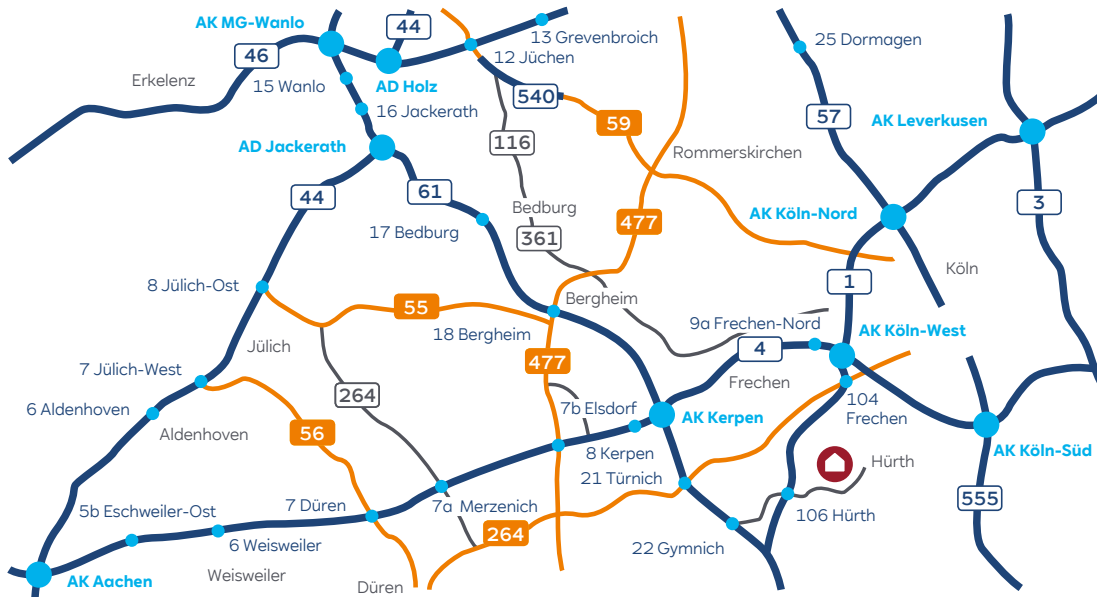 AK MG-Wanlo
44
13 Grevenbroich
12 Jüchen
25 Dormagen
46
Erkelenz
15 Wanlo
AD Holz
16 Jackerath
540
59
57
AK Leverkusen
AD Jackerath
116
Rommerskirchen
44
61
3
Bedburg
AK Köln-Nord
17 Bedburg
477
361
Köln
8 Jülich-Ost
1
Bergheim
55
18 Bergheim
9a Frechen-Nord
AK Köln-West
4
Jülich
7 Jülich-West
477
264
Frechen
104
Frechen
6 Aldenhoven
7b Elsdorf
AK Kerpen
Aldenhoven
56
8 Kerpen
AK Köln-Süd
Hürth
21 Türnich
555
5b Eschweiler-Ost
7 Düren
7a Merzenich
106 Hürth
264
6 Weisweiler
22 Gymnich
Weisweiler
AK Aachen
Düren